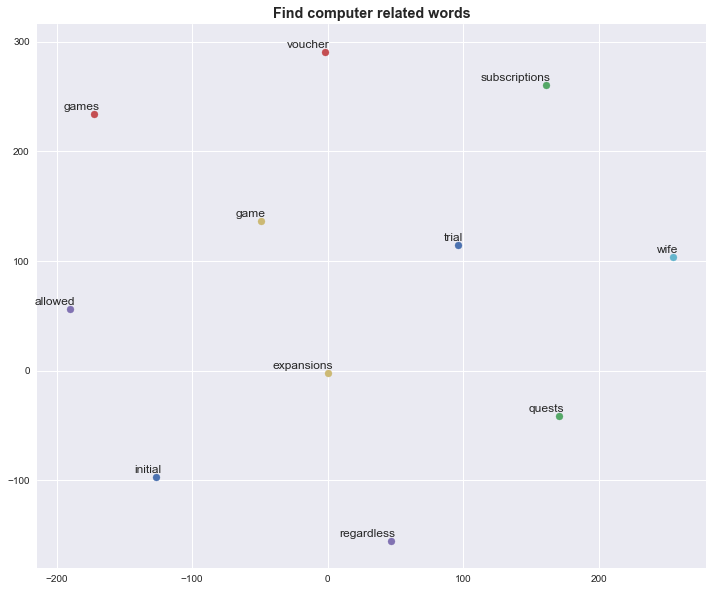 Find computer related words
300
voucher
subscriptions
games
200
game
trial
wife
100
allowed
expansions
0
quests
initial
−100
regardless
−200
−100
0
100
200